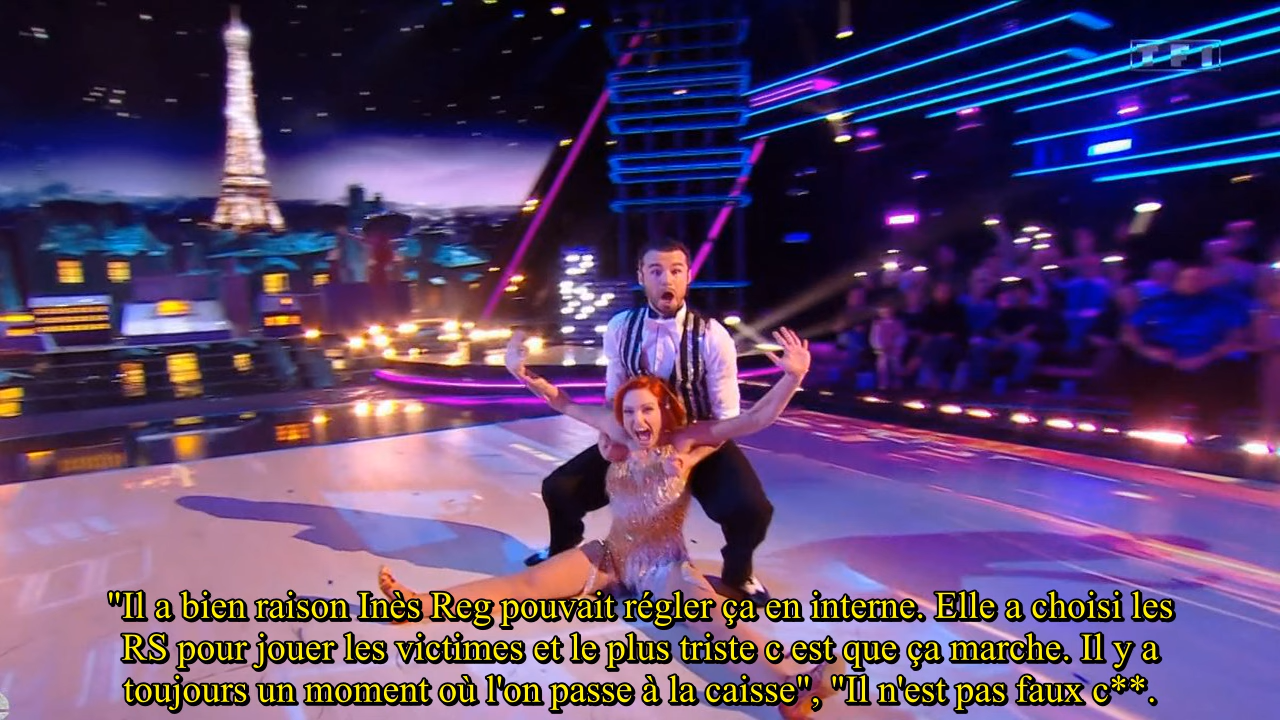 TF1
"Il a bien raison Inès Reg pouvait régler ça en interne. Elle a choisi les
RS pour jouer les victimes et le plus triste c est que ça marche. Il y a
toujours un moment où l'on passe à la caisse", "Il n'est pas faux c**.